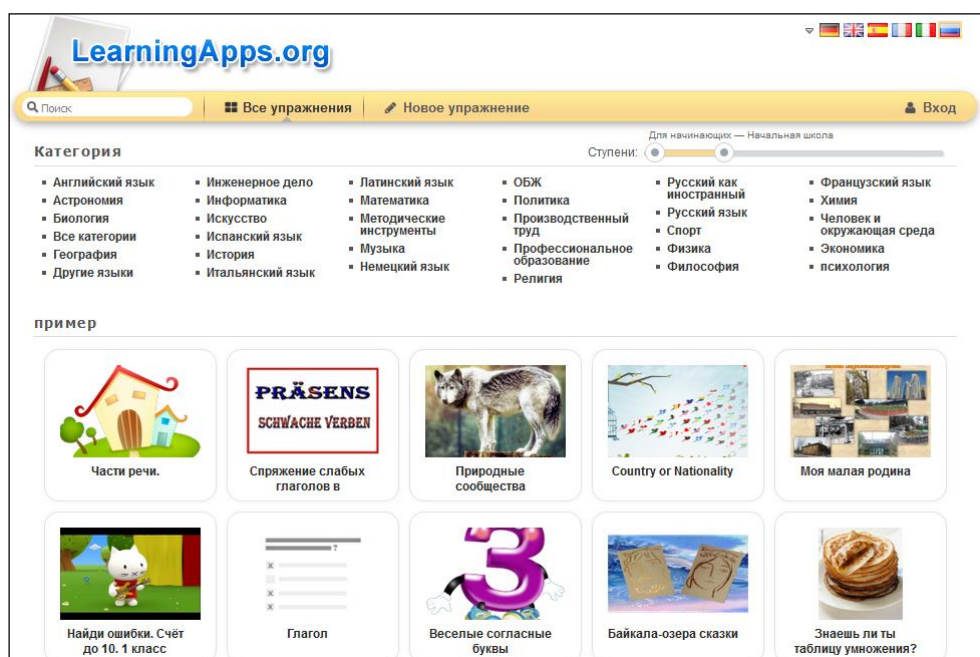 LearningApps.org
Поиск
Все упражнения
Новое упражнение
Вход
Для начинающих — Начальная школа
Категория
Ступени:
Английский язык
Астрономия
Биология
Все категории
География
Другие языки
Инженерное дело
Информатика
Искусство
Испанский язык
История
Итальянский язык
Латинский язык
Математика
Методические
инструменты
Музыка
Немецкий язык
ОБЖ
Политика
Производственный
труд
Профессиональное
образование
Религия
Русский как
иностранный
Русский язык
Спорт
Физика
Философия
Французский язык
Химия
Человек и
окружающая среда
Экономика
психология
пример
PRÄSENS
SCHWACHE VERBEN
Части речи.
Спряжение слабых
глаголов в
Природные
сообщества
Country or Nationality
Моя малая родина
?
x
x
x
З
Найди ошибки. Счёт
до 10. 1 класс
Глагол
Веселые согласные
буквы
Байкала-озера сказки
Знаешь ли ты
таблицу умножения?